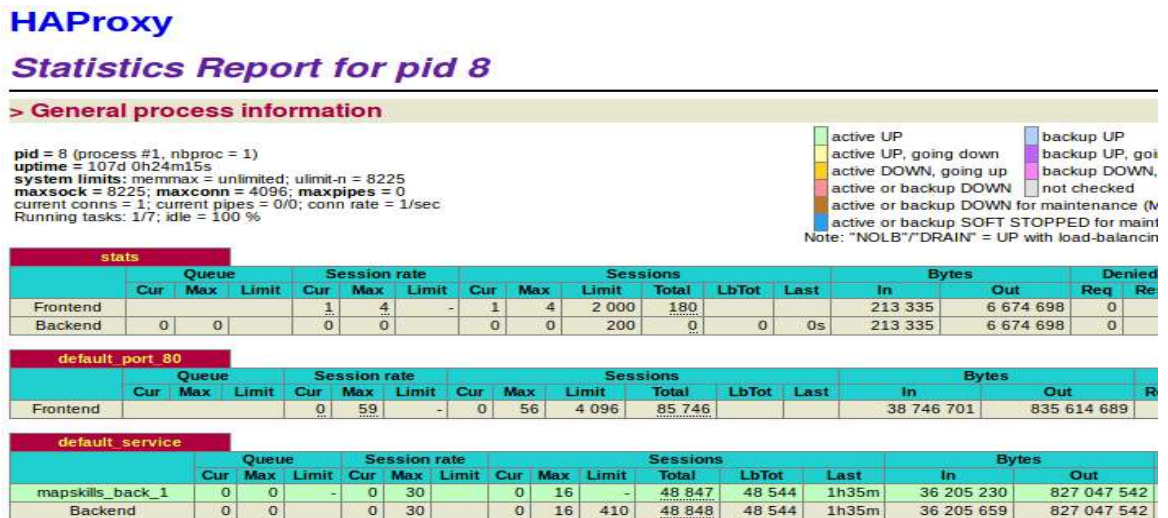 HAProxy
Statistics Report for pid 8
> General process information
pid = 8 (process #1, nbproc = 1)
uptime = 107d 0h24m15s
system limits: memmax = unlimited; ulimit-n = 8225
maxsock = 8225; maxconn = 4096; maxpipes = 0
current conns = 1; current pipes = 0/0; conn rate = 1/sec
Running tasks: 1/7; idle = 100 %
active UP backup UP
active UP, going down backup UP, goi
active DOWN, going up backup DOWN,
active or backup DOWN not checked
active or backup DOWN for maintenance (M
active or backup SOFT STOPPED for maint
Note: "NOLB"/"DRAIN" = UP with load-balancin
stats
Queue Session rate Sessions Bytes Denied
Cur Max Limit Cur Max Limit Cur Max Limit Total LbTot Last In Out Req Re
Frontend 1 4 - 1 4 2 000 180 213 335 6 674 698 0
Backend 0 0 0 0 0 0 200 0 0 0s 213 335 6 674 698 0
default_port_80
Queue Session rate Sessions Bytes
Cur Max Limit Cur Max Limit Cur Max Limit Total LbTot Last In Out R
Frontend 0 59 - 0 56 4 096 85 746 38 746 701 835 614 689
default_service
Queue Session rate Sessions Bytes
Cur Max Limit Cur Max Limit Cur Max Limit Total LbTot Last In Out
mapskills_back_1 0 0 - 0 30 0 16 - 48 847 48 544 1h35m 36 205 230 827 047 542
Backend 0 0 0 30 0 16 410 48 848 48 544 1h35m 36 205 659 827 047 542